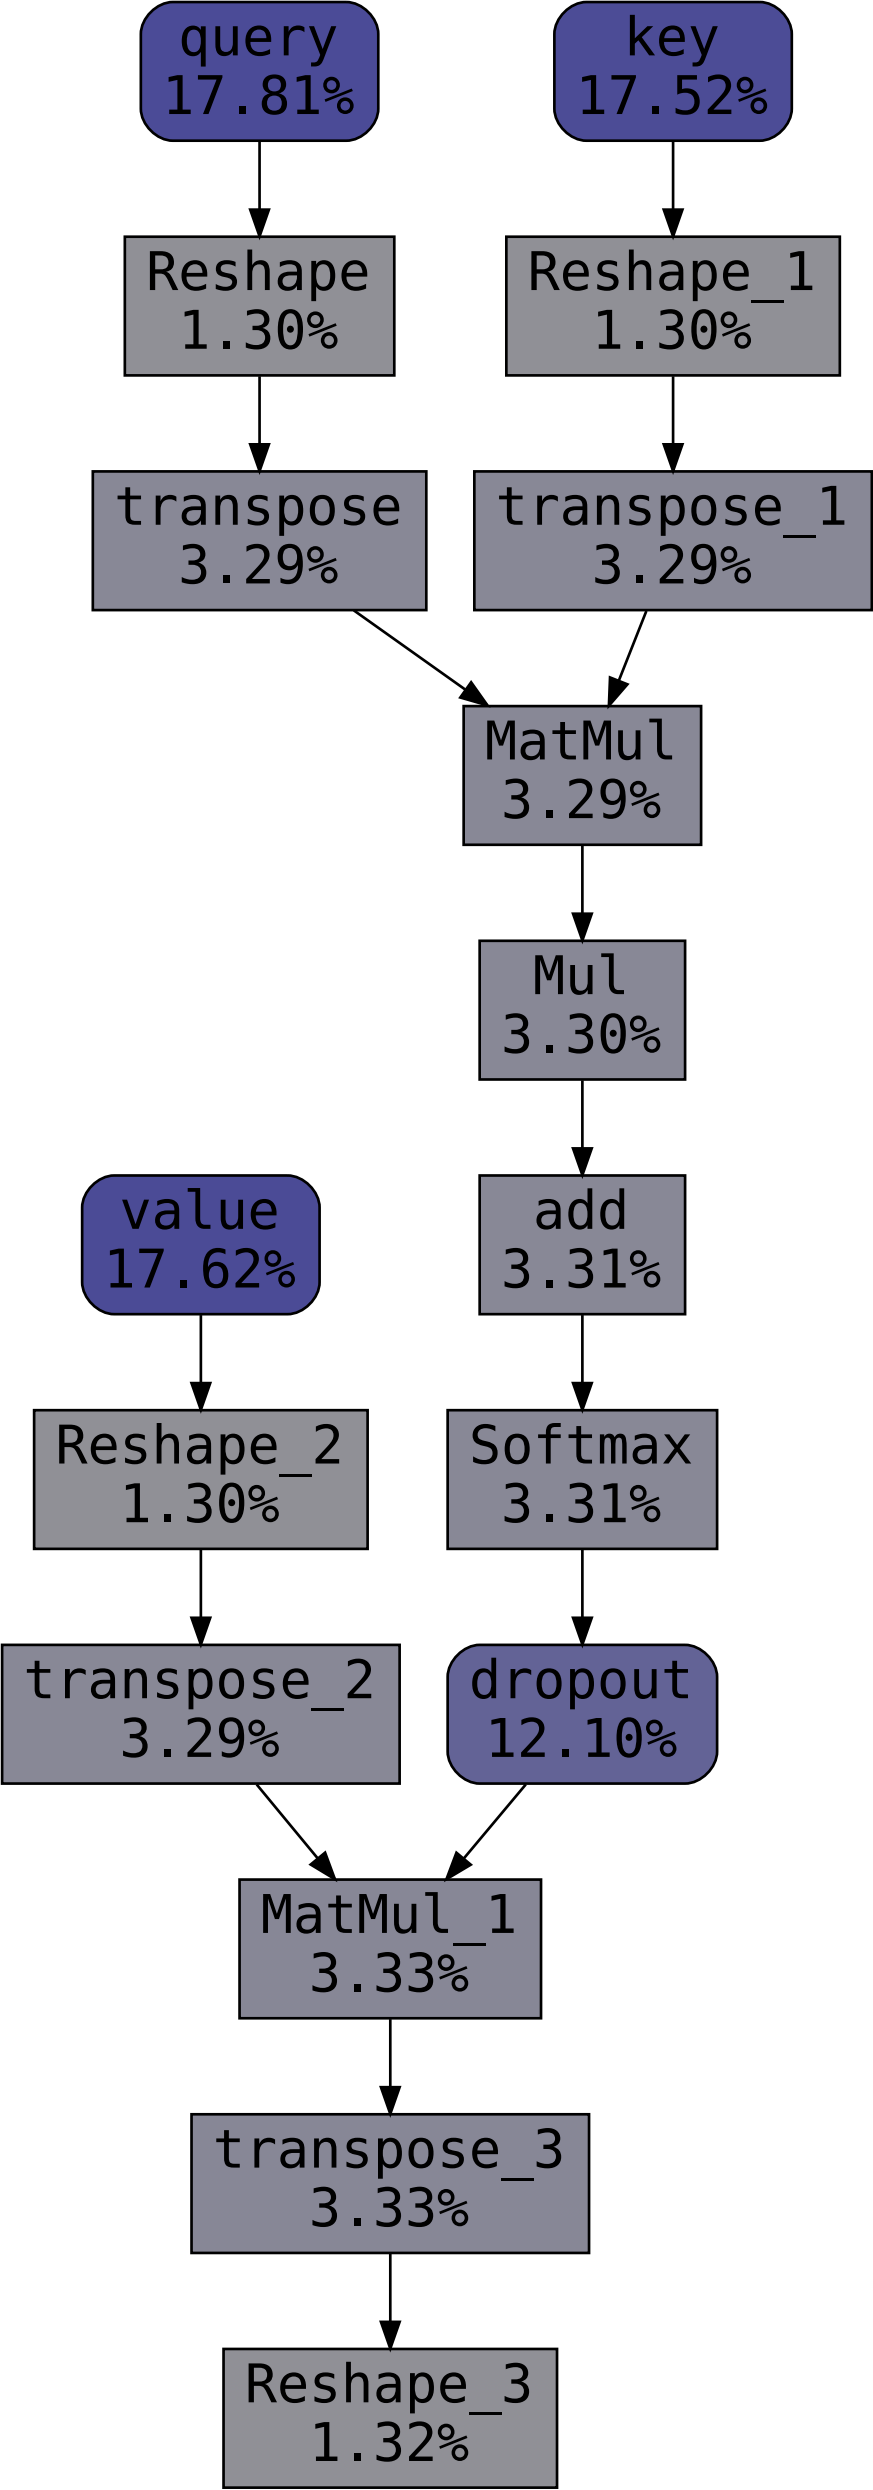 query
17.81%
key
17.52%
Reshape
1.30%
Reshape_1
1.30%
transpose
3.29%
transpose_1
3.29%
MatMul
3.29%
Mul
3.30%
value
17.62%
add
3.31%
Reshape_2
1.30%
Softmax
3.31%
transpose_2
3.29%
dropout
12.10%
MatMul_1
3.33%
transpose_3
3.33%
Reshape_3
1.32%